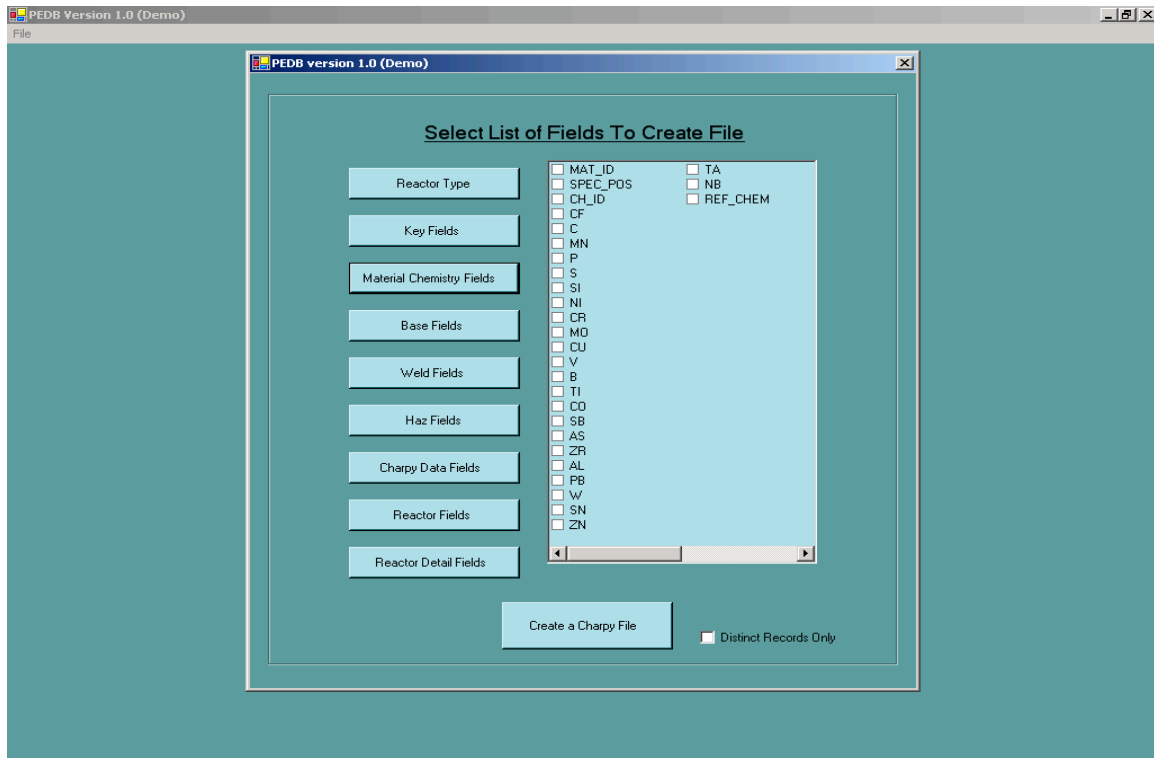 PEDB Version 1.0 (Demo)
File
PEDB version 1.0 (Demo)
Select List of Fields To Create File
Reactor Type
Key Fields
Material Chemistry Fields
Base Fields
Weld Fields
Haz Fields
Charpy Data Fields
Reactor Fields
Reactor Detail Fields
MAT_ID
SPEC_POS
CH_ID
CF
C
MN
P
S
SI
NI
CR
MO
CU
V
B
TI
CO
SB
AS
ZR
AL
PB
W
SN
ZN
TA
NB
REF_CHEM
Create a Charpy File
Distinct Records Only